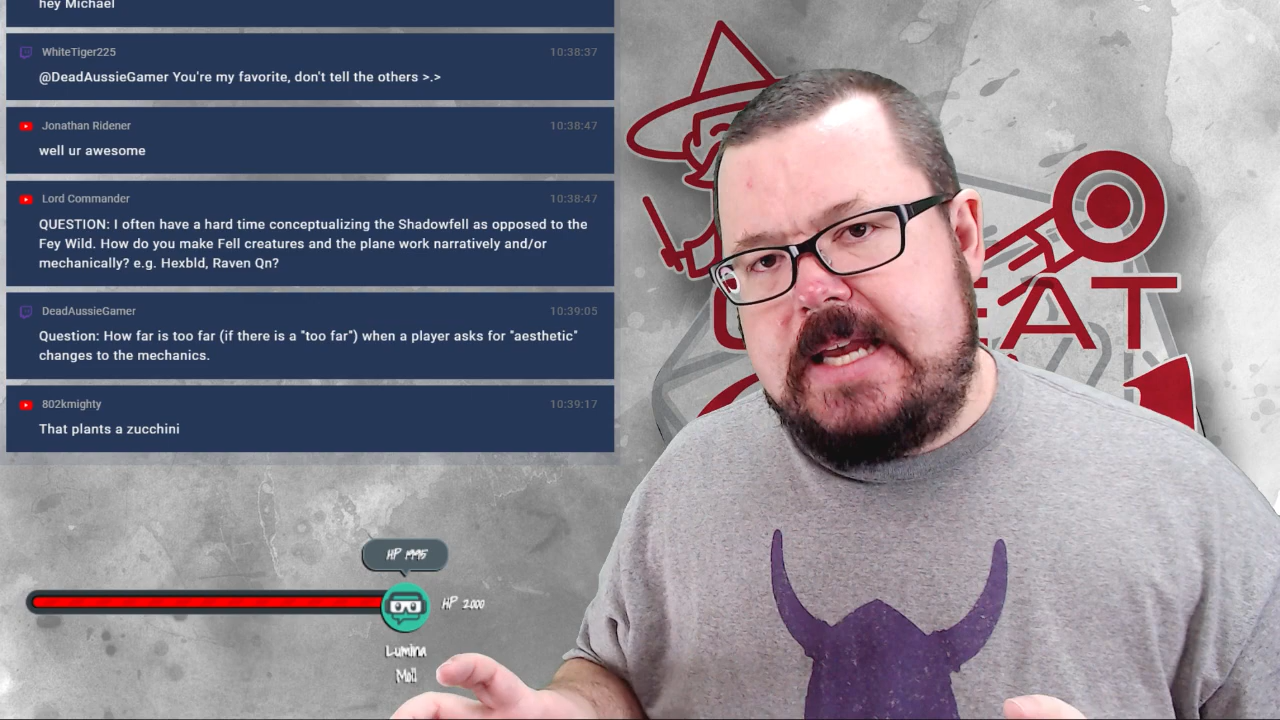 hey Michael
WhiteTiger225 10:38:37
@DeadAussieGamer You're my favorite, don't tell the others >.>
Jonathan Ridener 10:38:47
well ur awesome
Lord Commander 10:38:47
QUESTION: I often have a hard time conceptualizing the Shadowfell as opposed to the
Fey Wild. How do you make Fell creatures and the plane work narratively and/or
mechanically? e.g. Hexbld, Raven Qn?
DeadAussieGamer 10:39:05
Question: How far is too far (if there is a "too far") when a player asks for "aesthetic"
changes to the mechanics.
802kmighty 10:39:17
That plants a zucchini
HP 1995
HP 2000
Lumina
EAT